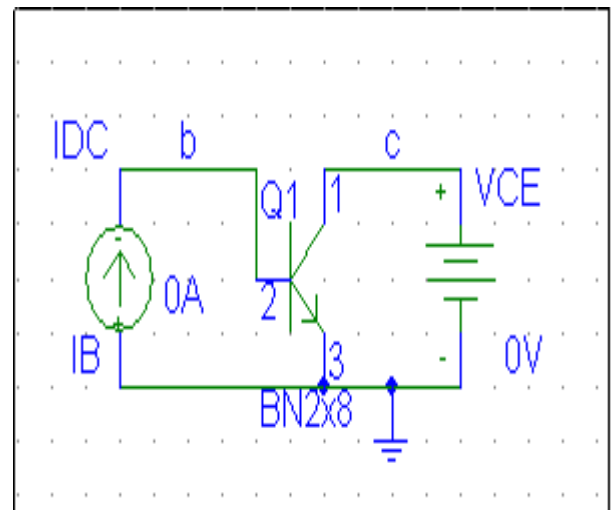 IDC b c
Q1 1 + VCE
-
0A
2
+
IB 3 - 0V
BN2x8